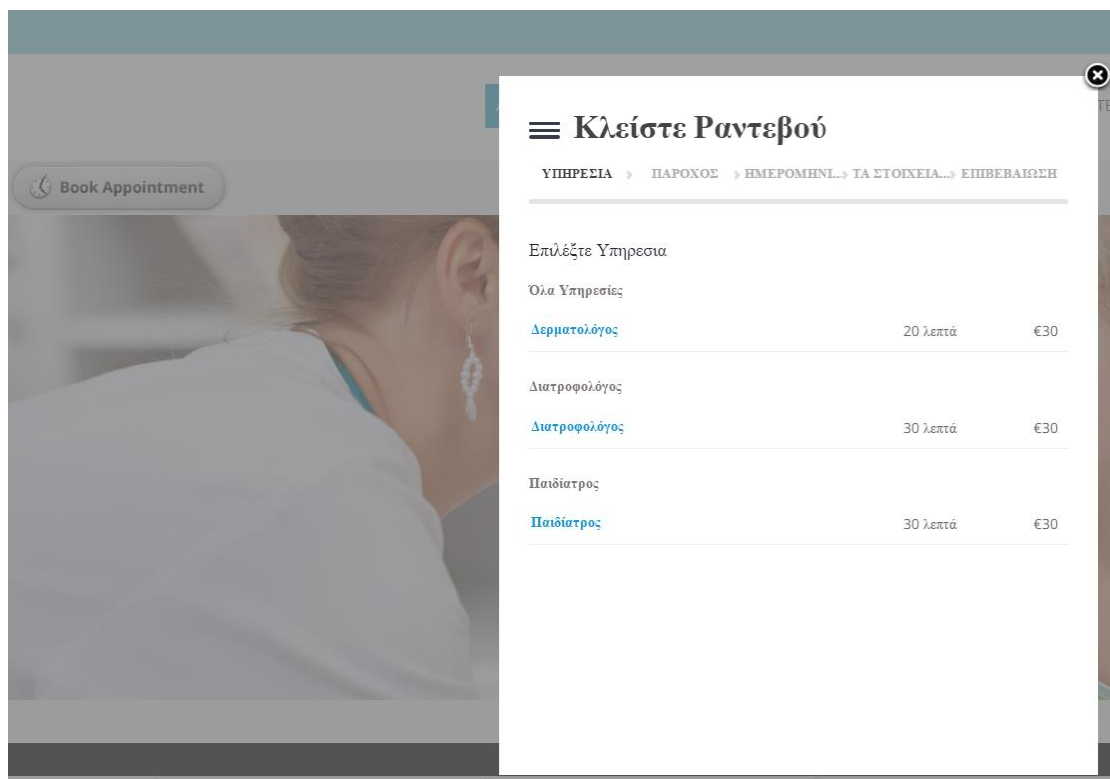 Book Appointment
Κλείστε Ραντεβού
ΥΠΗΡΕΣΙΑ ΠΑΡΟΧΟΣ ΗΜΕΡΟΜΗΝΙ... ΤΑ ΣΤΟΙΧΕΙΑ... ΕΠΙΒΕΒΑΙΩΣΗ
Επιλέξτε Υπηρεσια
Όλα Υπηρεσίες
Δερματολόγος 20 λεπτά €30
Διατροφολόγος
Διατροφολόγος 30 λεπτά €30
Παιδίατρος
Παιδίατρος 30 λεπτά €30